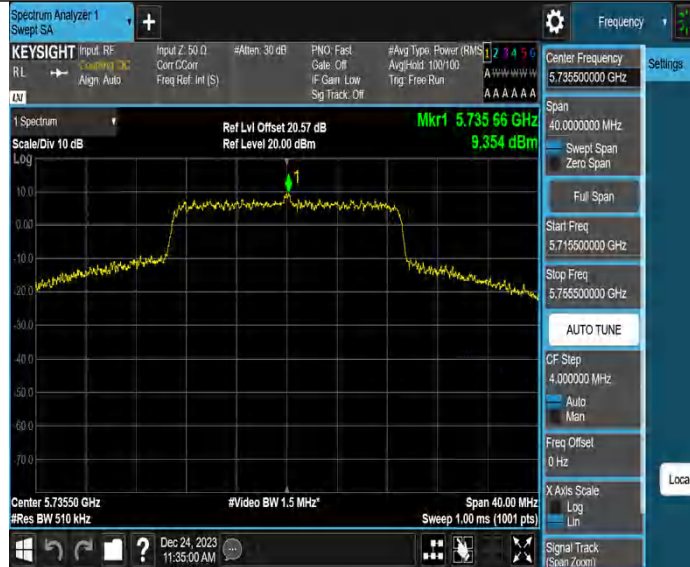 Spectrum Analyzer 1
Swept SA
+
Frequency
KEYSIGHT
RL
Input: RF
Coupling: DC
Align: Auto
Input Z: 50 Ω
Corr CCorr
Freq Ref: Int (S)
#Atten: 30 dB
PNO: Fast
Gate: Off
IF Gain: Low
Sig Track: Off
#Avg Type: Power (RMS
Avg|Hold: 100/100
Trig: Free Run
1 2 3 4 5 6
A W W W W W
A A A A A A
LXI
1 Spectrum
Scale/Div 10 dB
Ref Lvl Offset 20.57 dB
Ref Level 20.00 dBm
Mkr1 5.735 66 GHz
9.354 dBm
Log
1
10.0
0.00
-10.0
-20.0
-30.0
-40.0
-50.0
-60.0
-70.0
Center 5.73550 GHz
#Res BW 510 kHz
#Video BW 1.5 MHz*
Span 40.00 MHz
Sweep 1.00 ms (1001 pts)
?
Dec 24, 2023
11:35:00 AM
Center Frequency
5.735500000 GHz
Settings
Span
40.0000000 MHz
Swept Span
Zero Span
Full Span
Start Freq
5.715500000 GHz
Stop Freq
5.755500000 GHz
AUTO TUNE
CF Step
4.000000 MHz
Auto
Man
Freq Offset
0 Hz
X Axis Scale
Log
Lin
Loca
Signal Track
(Span Zoom)